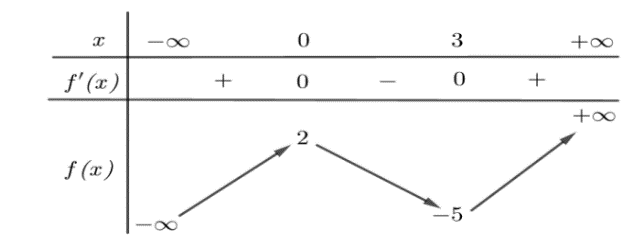 x −∞ 0 3 +∞
f′(x) + 0 − 0 +
+∞
2
f(x)
−5
−∞